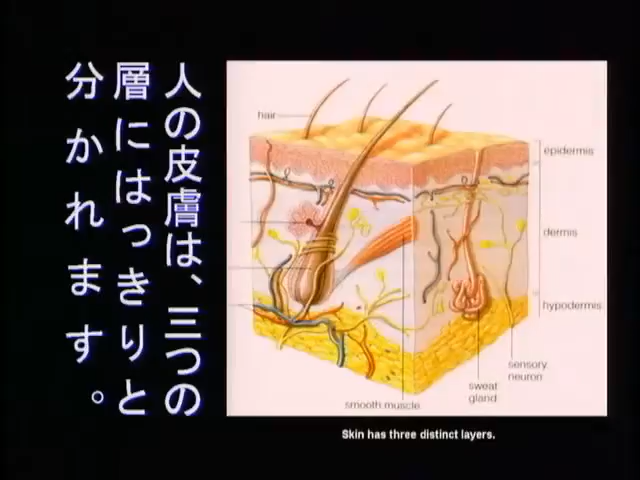 人の皮膚は、三つの
層にはっきりと
分かれます。
hair
epidermis
dermis
hypodermis
sensory
neuron
sweat
gland
smooth muscle
Skin has three distinct layers.